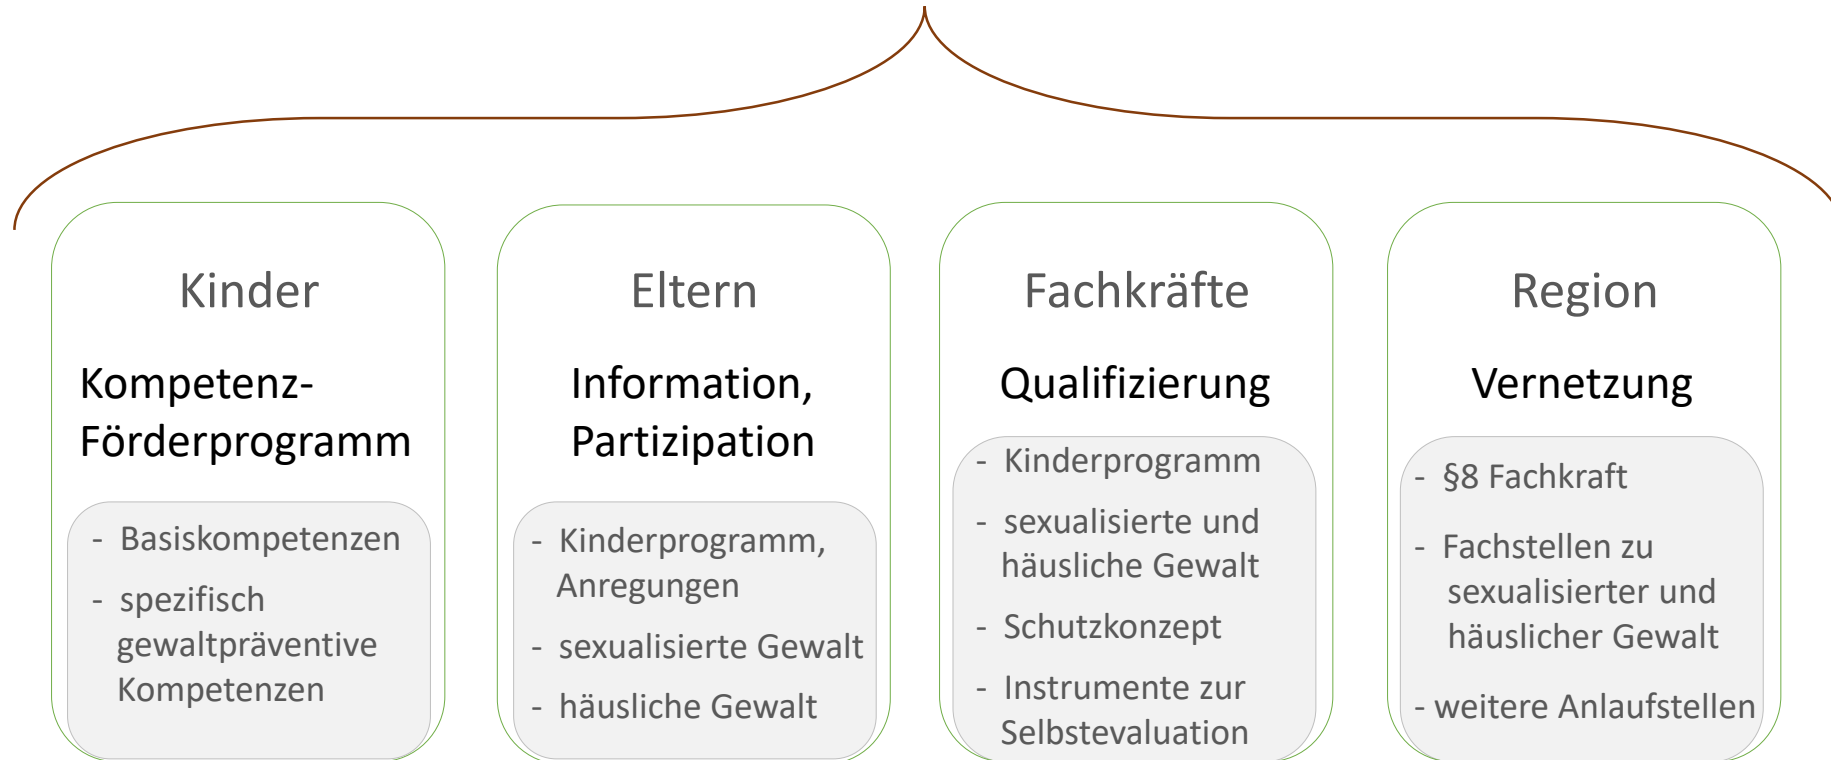 Kinder
Kompetenz-
Förderprogramm
- Basiskompetenzen
- spezifisch
gewaltpräventive
Kompetenzen
Eltern
Information,
Partizipation
- Kinderprogramm,
Anregungen
- sexualisierte Gewalt
- häusliche Gewalt
Fachkräfte
Qualifizierung
- Kinderprogramm
- sexualisierte und
häusliche Gewalt
- Schutzkonzept
- Instrumente zur
Selbstevaluation
Region
Vernetzung
- §8 Fachkraft
- Fachstellen zu
sexualisierter und
häuslicher Gewalt
- weitere Anlaufstellen